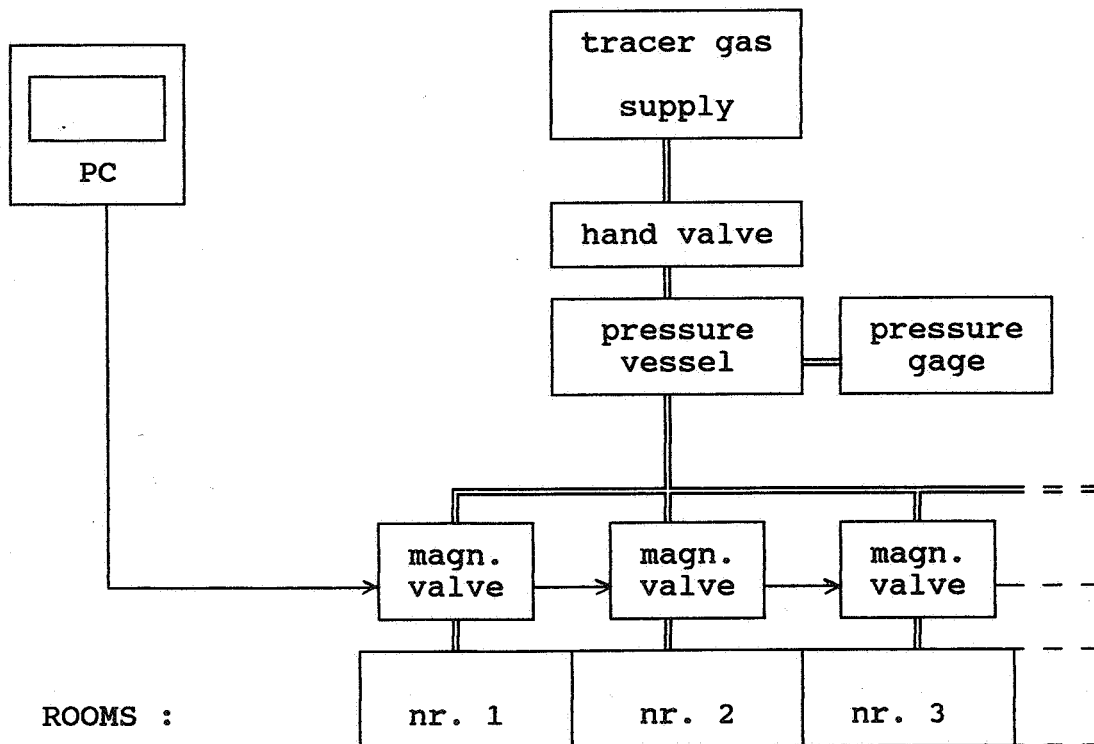 tracer gas
supply
PC
hand valve
pressure
vessel
pressure
gage
magn.
valve
magn.
valve
magn.
valve
ROOMS :
nr. 1
nr. 2
nr. 3